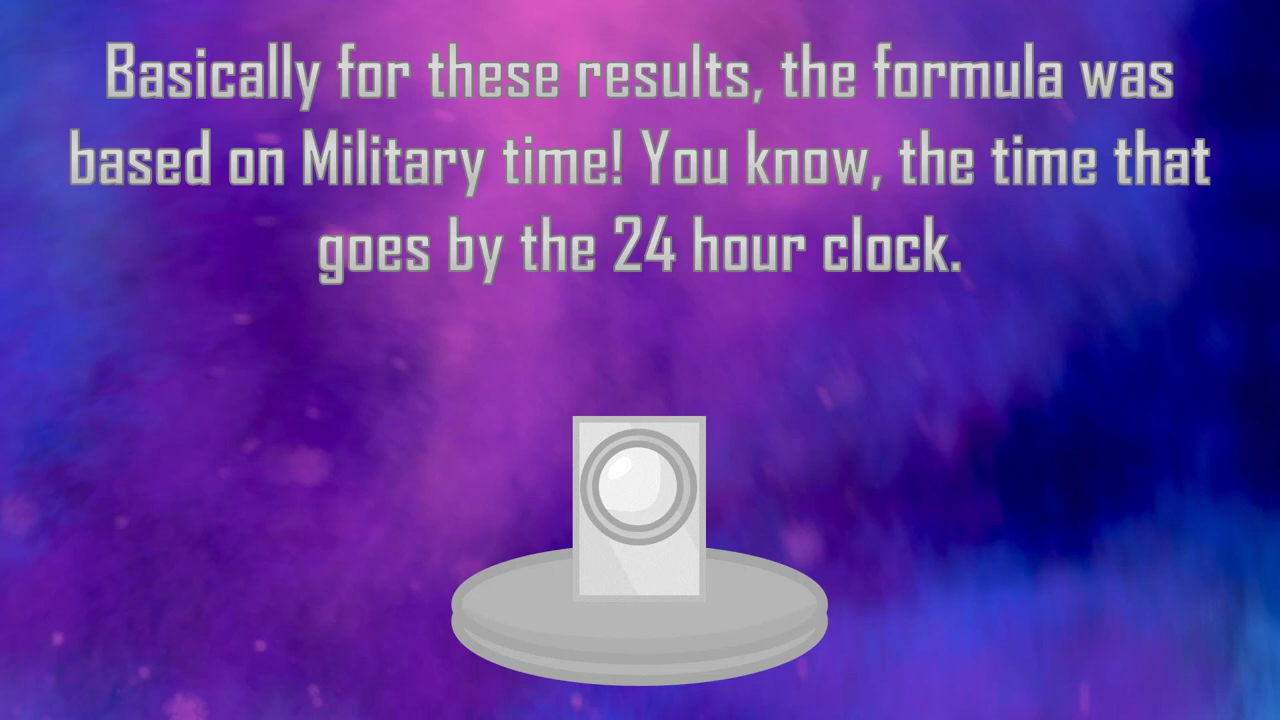 Basically for these results, the formula was
based on Military time! You know, the time that
goes by the 24 hour clock.